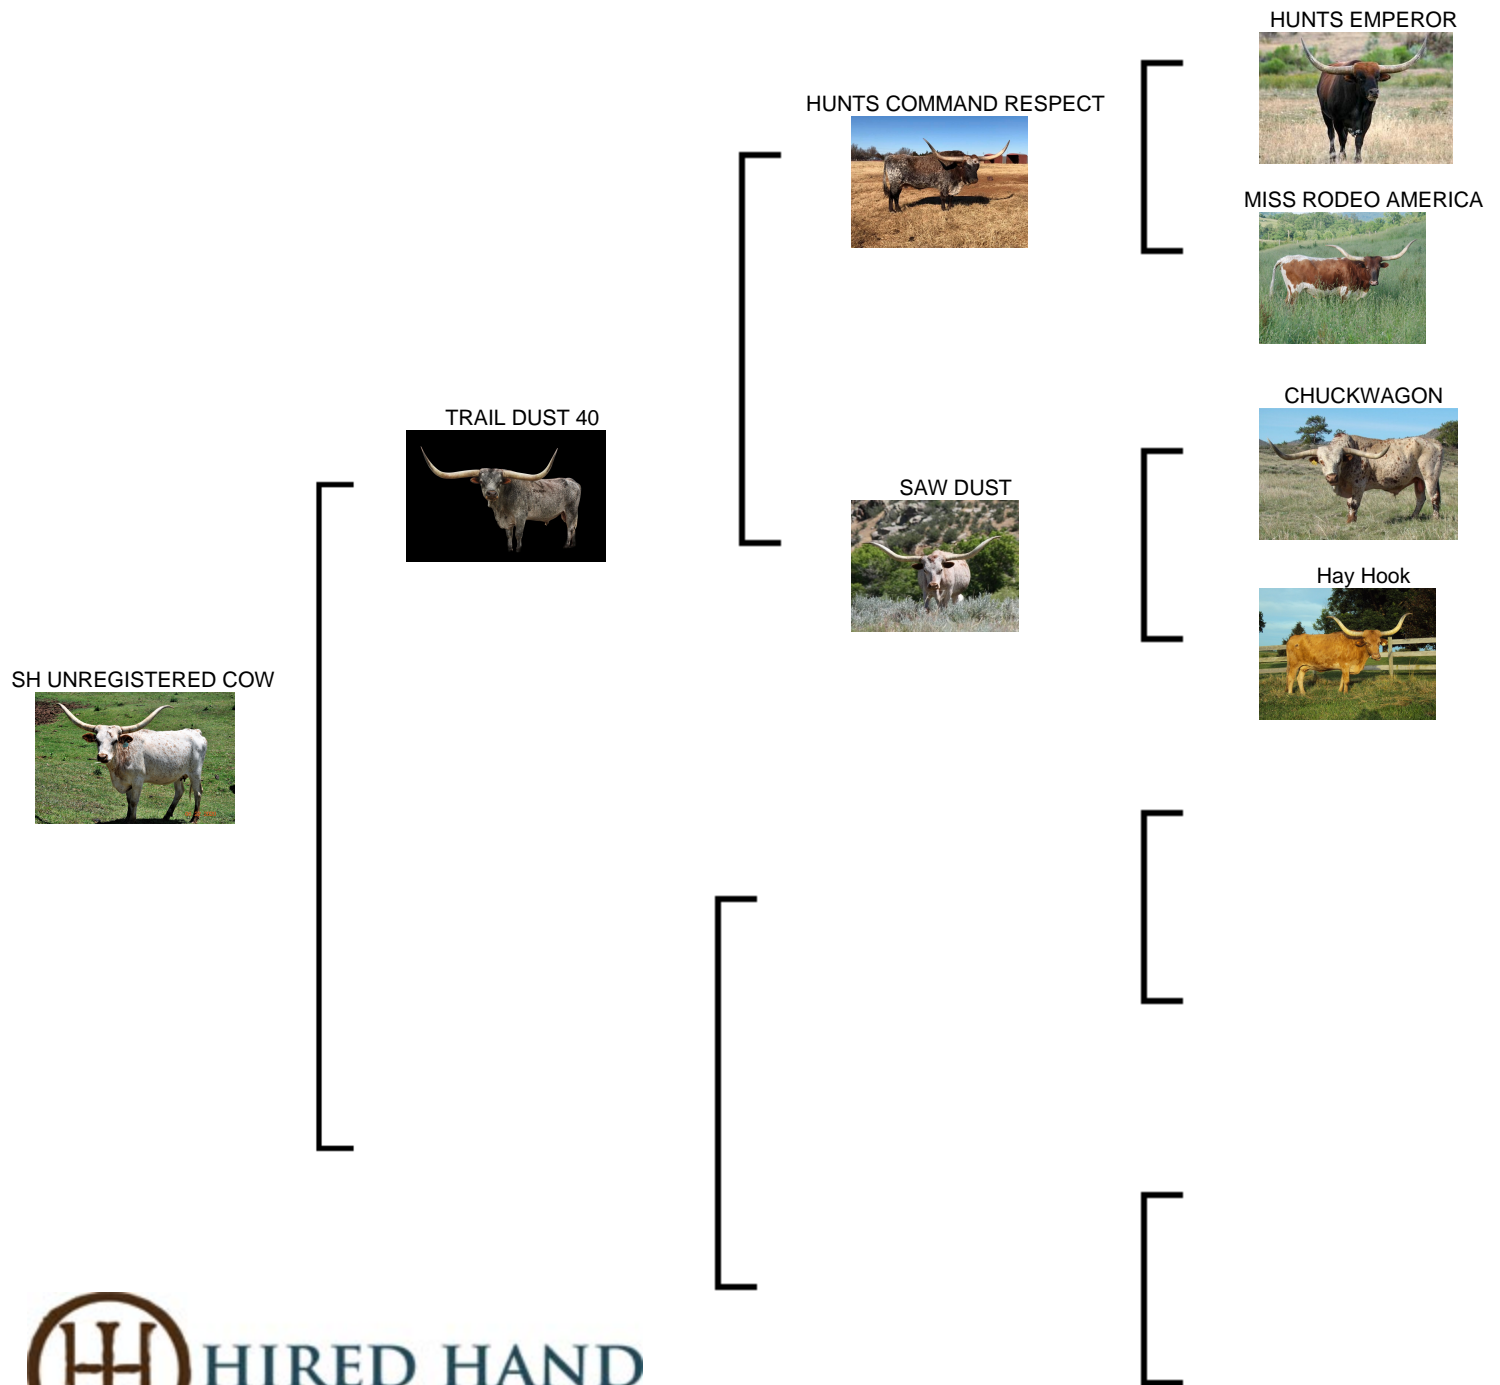 HUNTS EMPEROR
HUNTS COMMAND RESPECT
MISS RODEO AMERICA
CHUCKWAGON
TRAIL DUST 40
SAW DUST
Hay Hook
SH UNREGISTERED COW
HIRED HAND